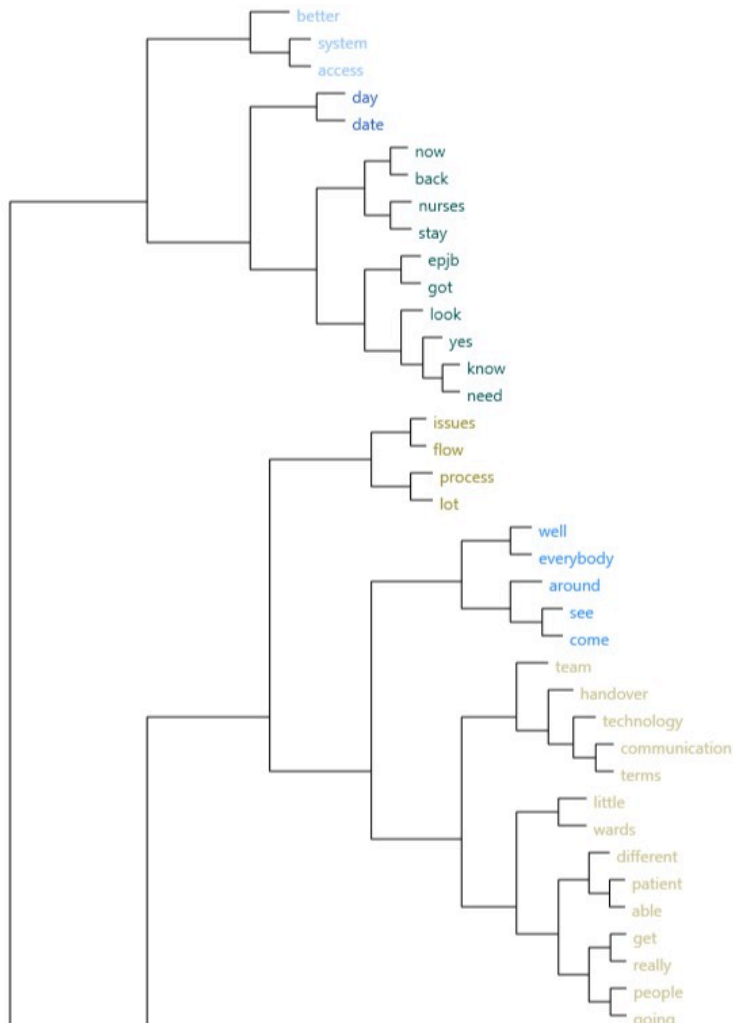 better
system
access
day
date
now
back
nurses
stay
epjb
got
look
yes
know
need
issues
flow
process
lot
well
everybody
around
see
come
team
handover
technology
communication
terms
little
wards
different
patient
able
get
really
people
going